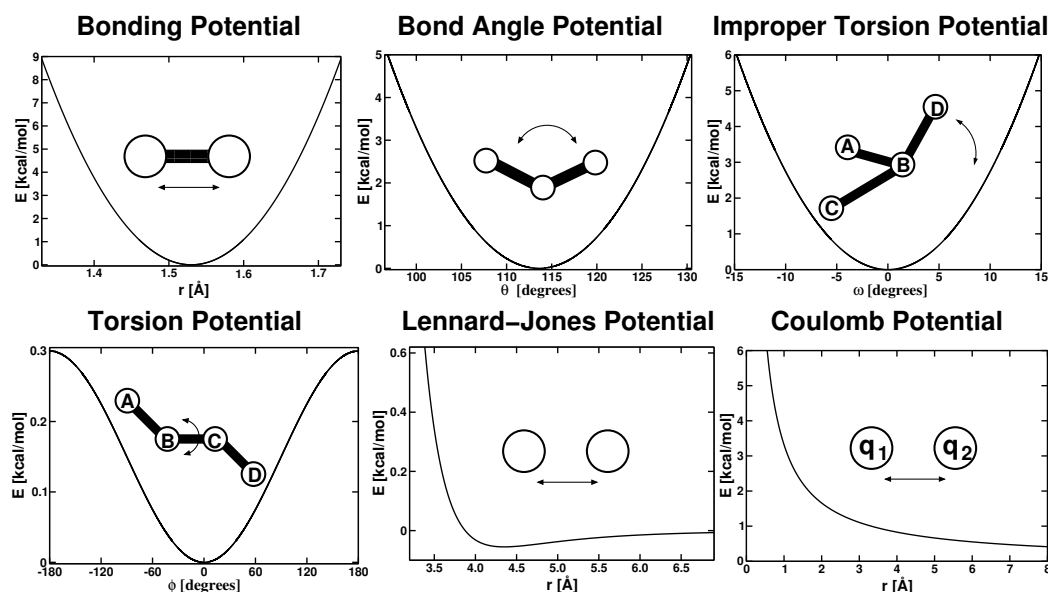 Bonding Potential
E [kcal/mol]
9
8
7
6
5
4
3
2
1
0
1.4
1.5
1.6
1.7
r [Å]
Bond Angle Potential
E [kcal/mol]
5
4
3
2
1
0
100
105
110
115
120
125
130
θ [degrees]
Improper Torsion Potential
E [kcal/mol]
6
5
4
3
2
1
0
D
A
B
C
-15
-10
-5
0
5
10
15
ω [degrees]
Torsion Potential
E [kcal/mol]
0.3
0.2
0.1
0
A
B
C
D
-180
-120
-60
0
60
120
180
ϕ [degrees]
Lennard–Jones Potential
E [kcal/mol]
0.6
0.4
0.2
0
3.5
4.0
4.5
5.0
5.5
6.0
6.5
r [Å]
Coulomb Potential
E [kcal/mol]
6
5
4
3
2
1
0
q₁
q₂
0
1
2
3
4
5
6
7
8
r [Å]